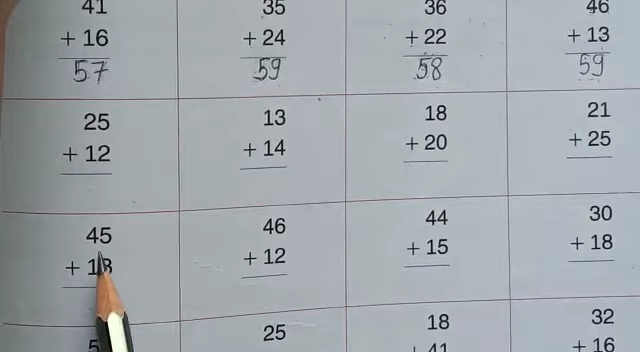 41 35 36 46
+ 16 + 24 + 22 + 13
57 59 58 59
25 13 18 21
+ 12 + 14 + 20 + 25
45 46 44 30
+ 13 + 12 + 15 + 18
25 18 32
+ 41 + 16